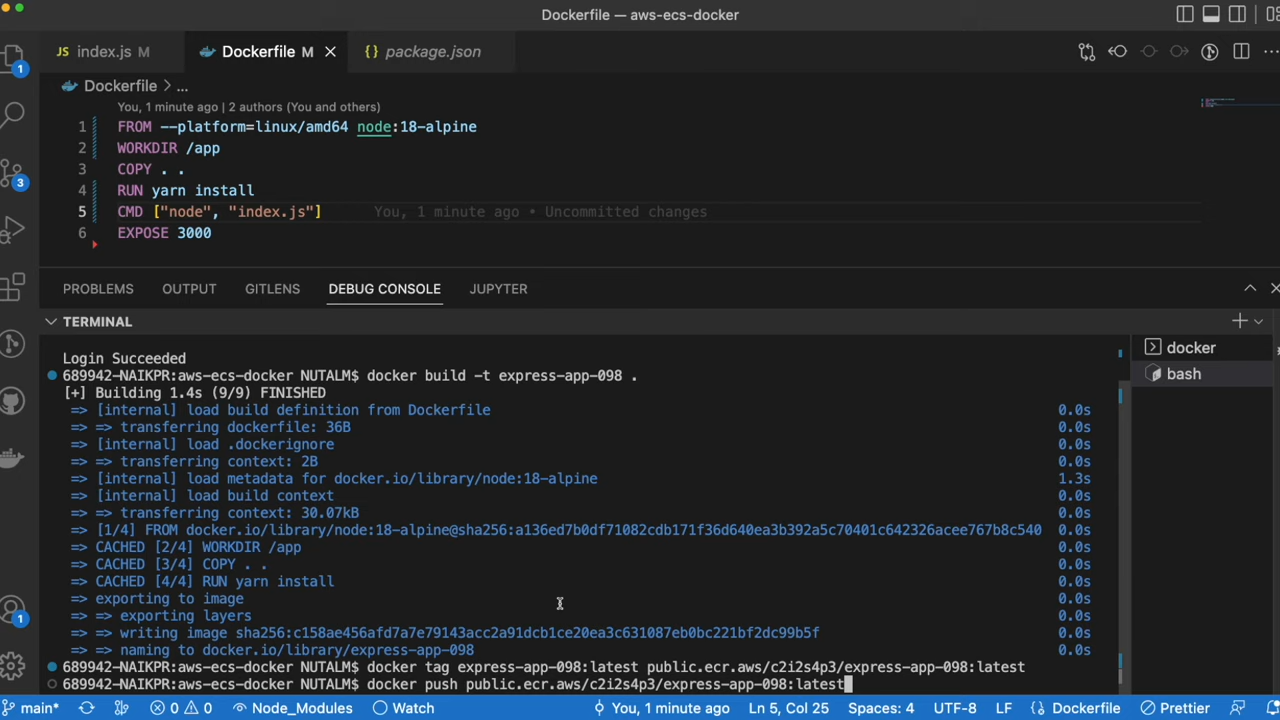 Dockerfile — aws-ecs-docker
JS index.js M
Dockerfile M
{} package.json
1
Dockerfile > ...
You, 1 minute ago | 2 authors (You and others)
1 FROM --platform=linux/amd64 node:18-alpine
2 WORKDIR /app
3 COPY . .
3
4 RUN yarn install
5 CMD ["node", "index.js"] You, 1 minute ago • Uncommitted changes
6 EXPOSE 3000
PROBLEMS OUTPUT GITLENS DEBUG CONSOLE JUPYTER
TERMINAL
docker
bash
Login Succeeded
689942-NAIKPR:aws-ecs-docker NUTALM$ docker build -t express-app-098 .
[+] Building 1.4s (9/9) FINISHED
=> [internal] load build definition from Dockerfile 0.0s
=> => transferring dockerfile: 36B 0.0s
=> [internal] load .dockerignore 0.0s
=> => transferring context: 2B 0.0s
=> [internal] load metadata for docker.io/library/node:18-alpine 1.3s
=> [internal] load build context 0.0s
=> => transferring context: 30.07kB 0.0s
=> [1/4] FROM docker.io/library/node:18-alpine@sha256:a136ed7b0df71082cdb171f36d640ea3b392a5c70401c642326acee767b8c540 0.0s
=> CACHED [2/4] WORKDIR /app 0.0s
=> CACHED [3/4] COPY . . 0.0s
=> CACHED [4/4] RUN yarn install 0.0s
=> exporting to image 0.0s
=> => exporting layers 0.0s
1
=> => writing image sha256:c158ae456afd7a7e79143acc2a91dcb1ce20ea3c631087eb0bc221bf2dc99b5f 0.0s
=> => naming to docker.io/library/express-app-098 0.0s
689942-NAIKPR:aws-ecs-docker NUTALM$ docker tag express-app-098:latest public.ecr.aws/c2i2s4p3/express-app-098:latest
689942-NAIKPR:aws-ecs-docker NUTALM$ docker push public.ecr.aws/c2i2s4p3/express-app-098:latest
main* 0 0 Node_Modules Watch You, 1 minute ago Ln 5, Col 25 Spaces: 4 UTF-8 LF {} Dockerfile Prettier